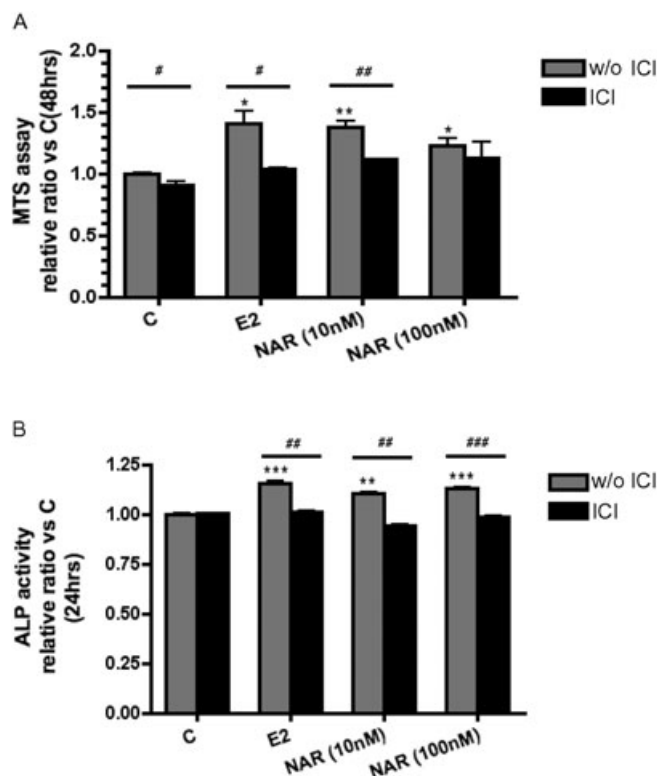 A
MTS assay
relative ratio vs C(48hrs)
2.0
1.5
1.0
0.5
0.0
#
#
##
*
**
*
w/o ICI
ICI
C
E2
NAR (10nM)
NAR (100nM)
B
ALP activity
relative ratio vs C
(24hrs)
1.25
1.00
0.75
0.50
0.25
0.00
##
##
###
***
**
***
w/o ICI
ICI
C
E2
NAR (10nM)
NAR (100nM)